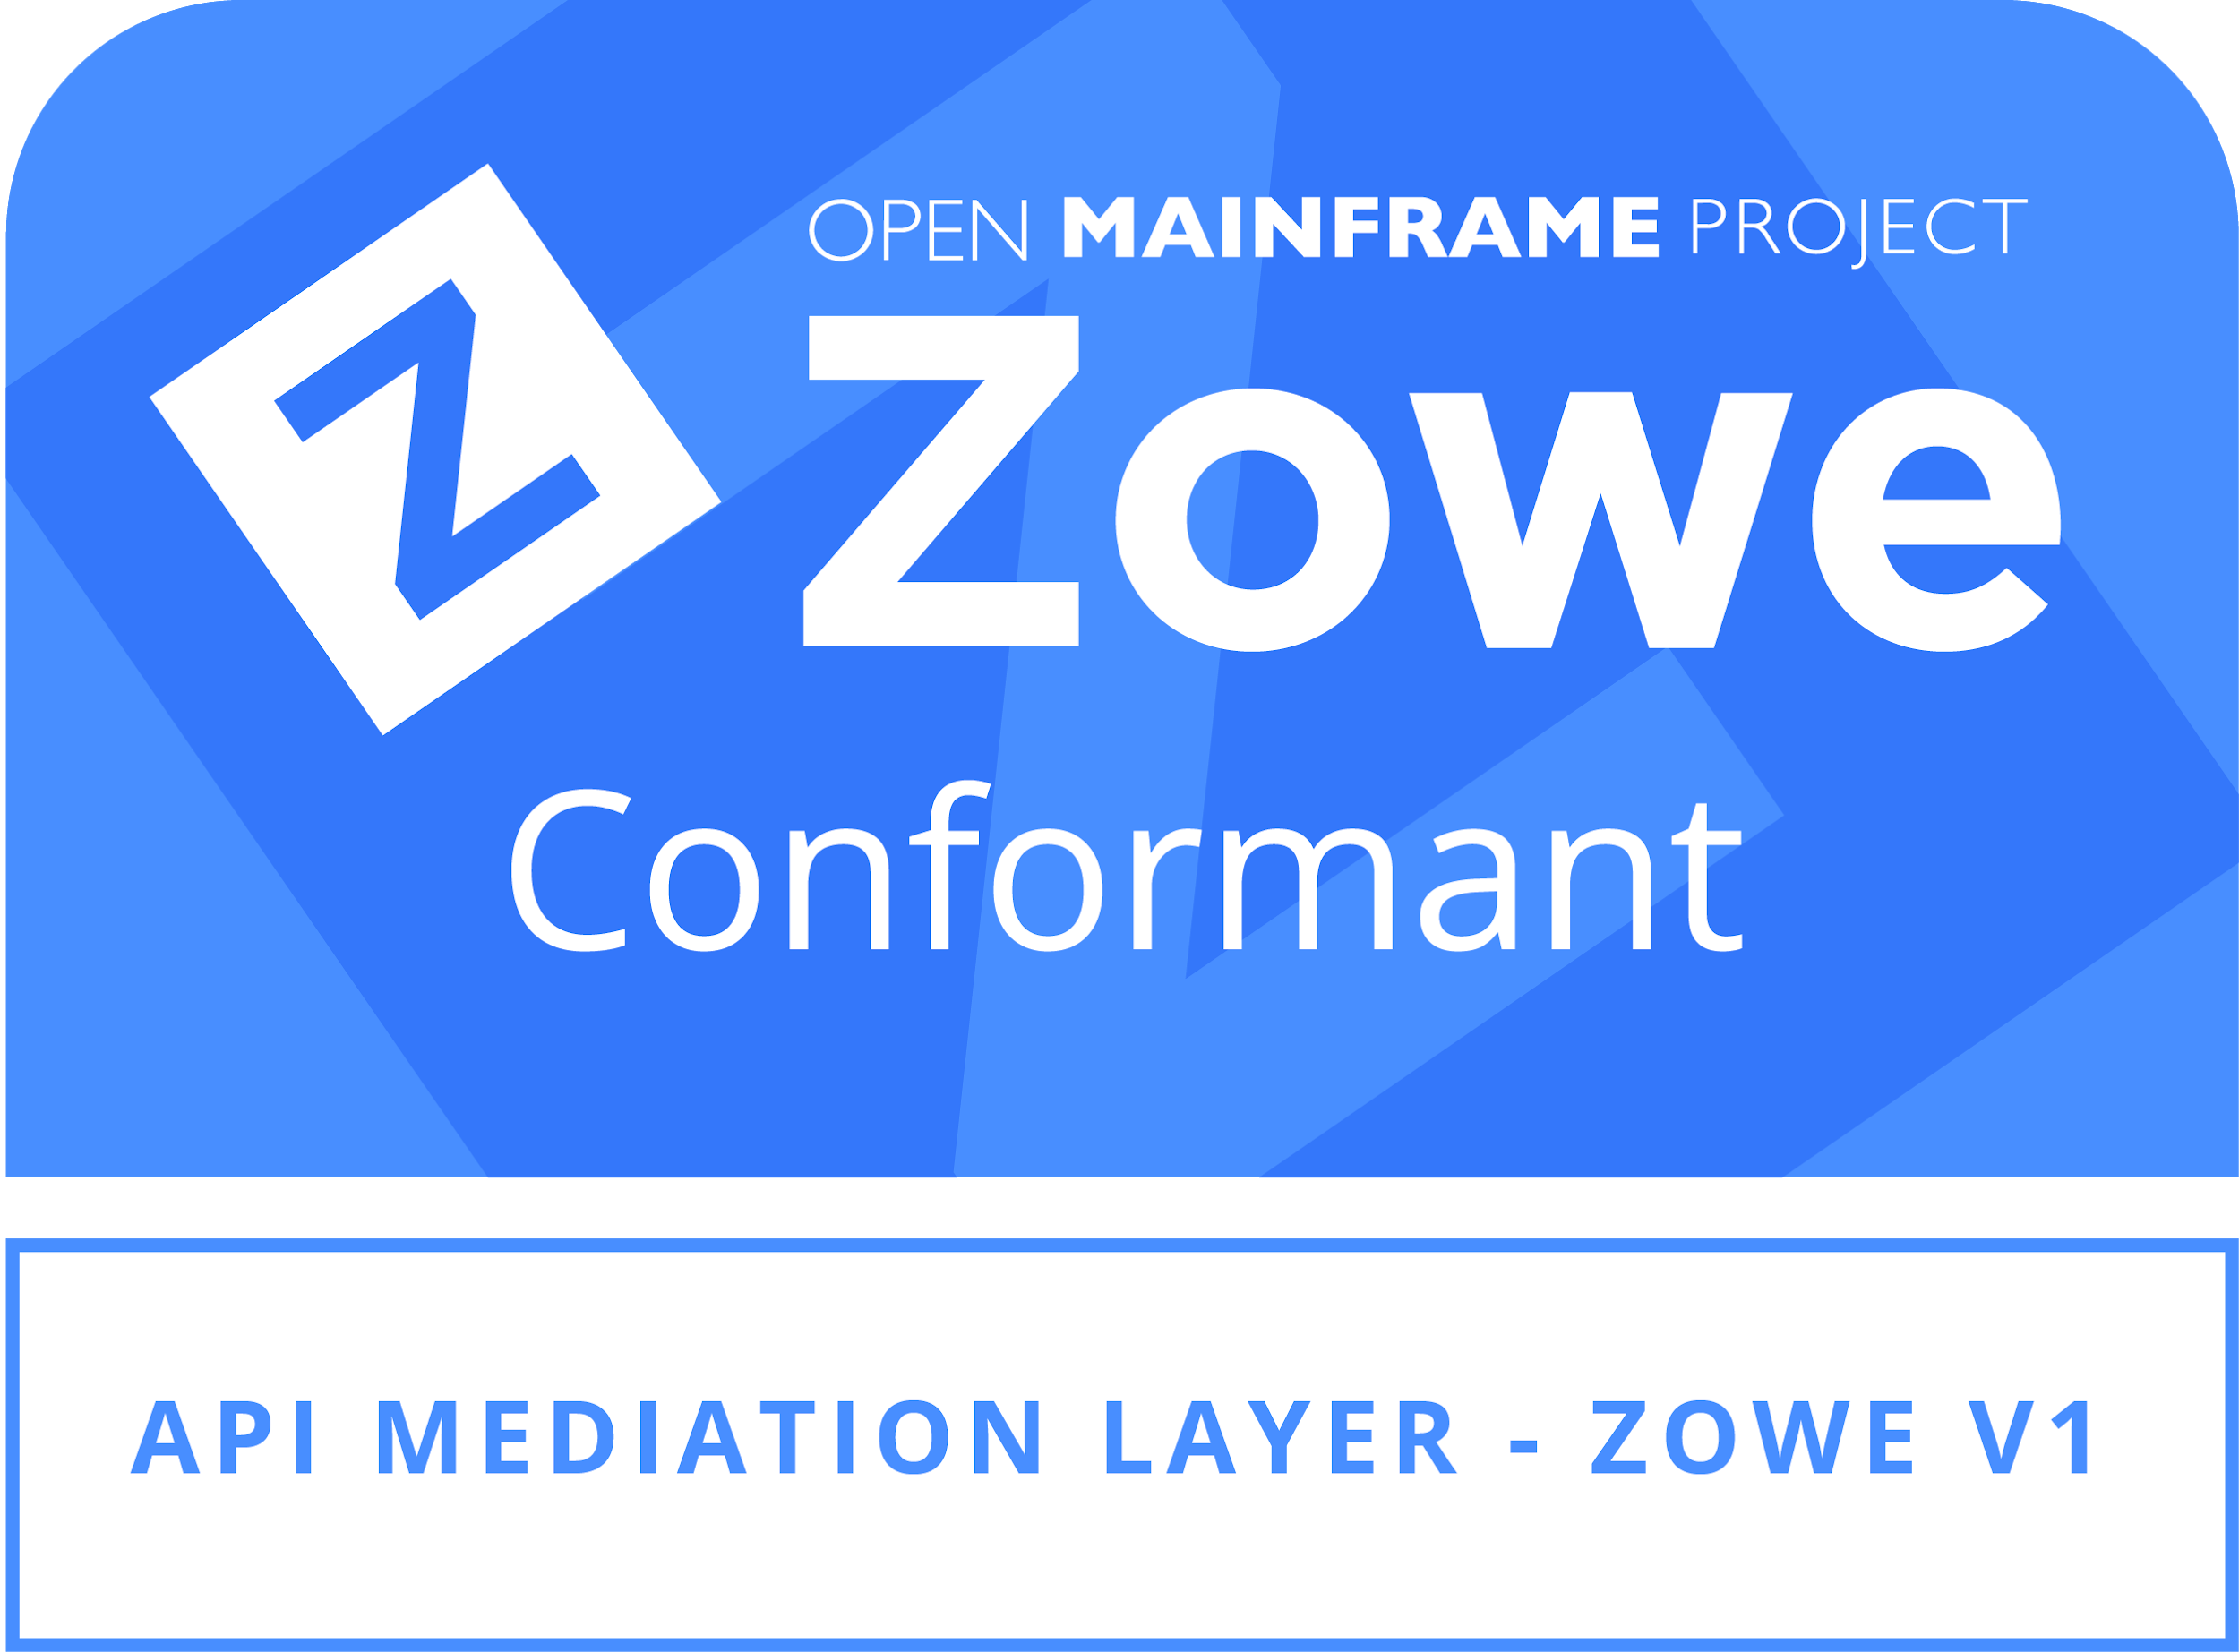 OPEN MAINFRAME PROJECT
Zowe
Conformant
API MEDIATION LAYER - ZOWE V1